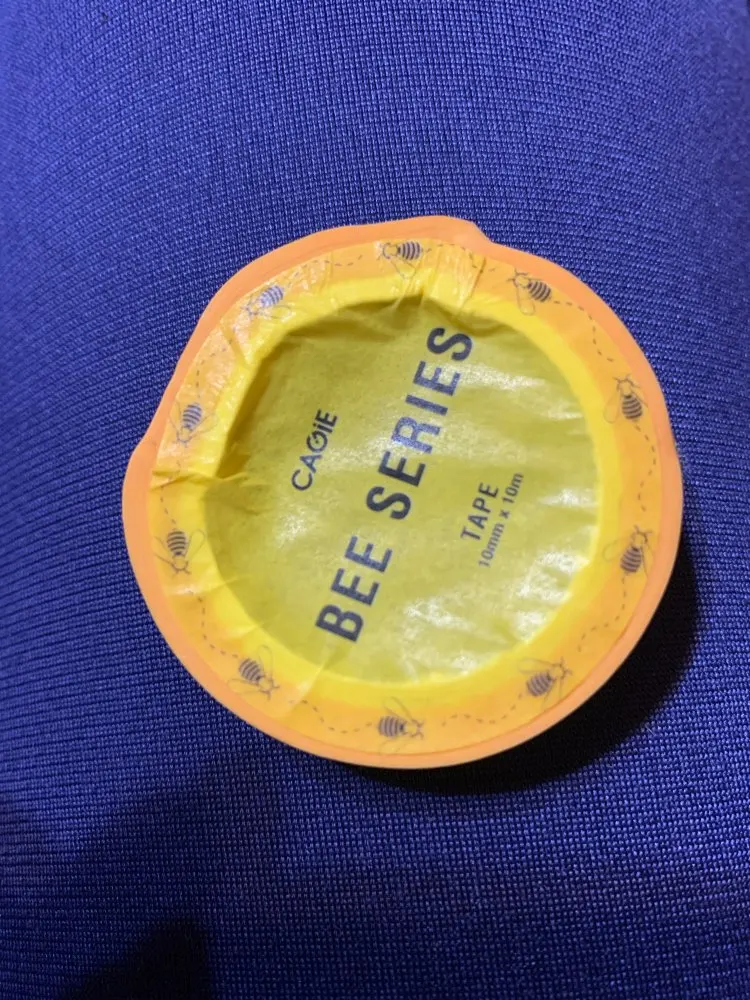 CAGIE
BEE SERIES
TAPE
10mm x 10m